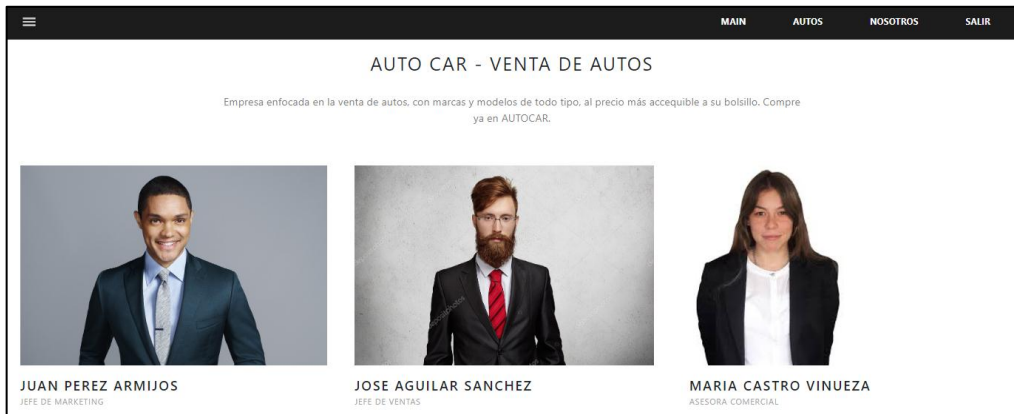 MAIN AUTOS NOSOTROS SALIR
AUTO CAR - VENTA DE AUTOS
Empresa enfocada en la venta de autos, con marcas y modelos de todo tipo, al precio más accequible a su bolsillo. Compre
ya en AUTOCAR.
JUAN PEREZ ARMIJOS
JEFE DE MARKETING
JOSE AGUILAR SANCHEZ
JEFE DE VENTAS
MARIA CASTRO VINUEZA
ASESORA COMERCIAL